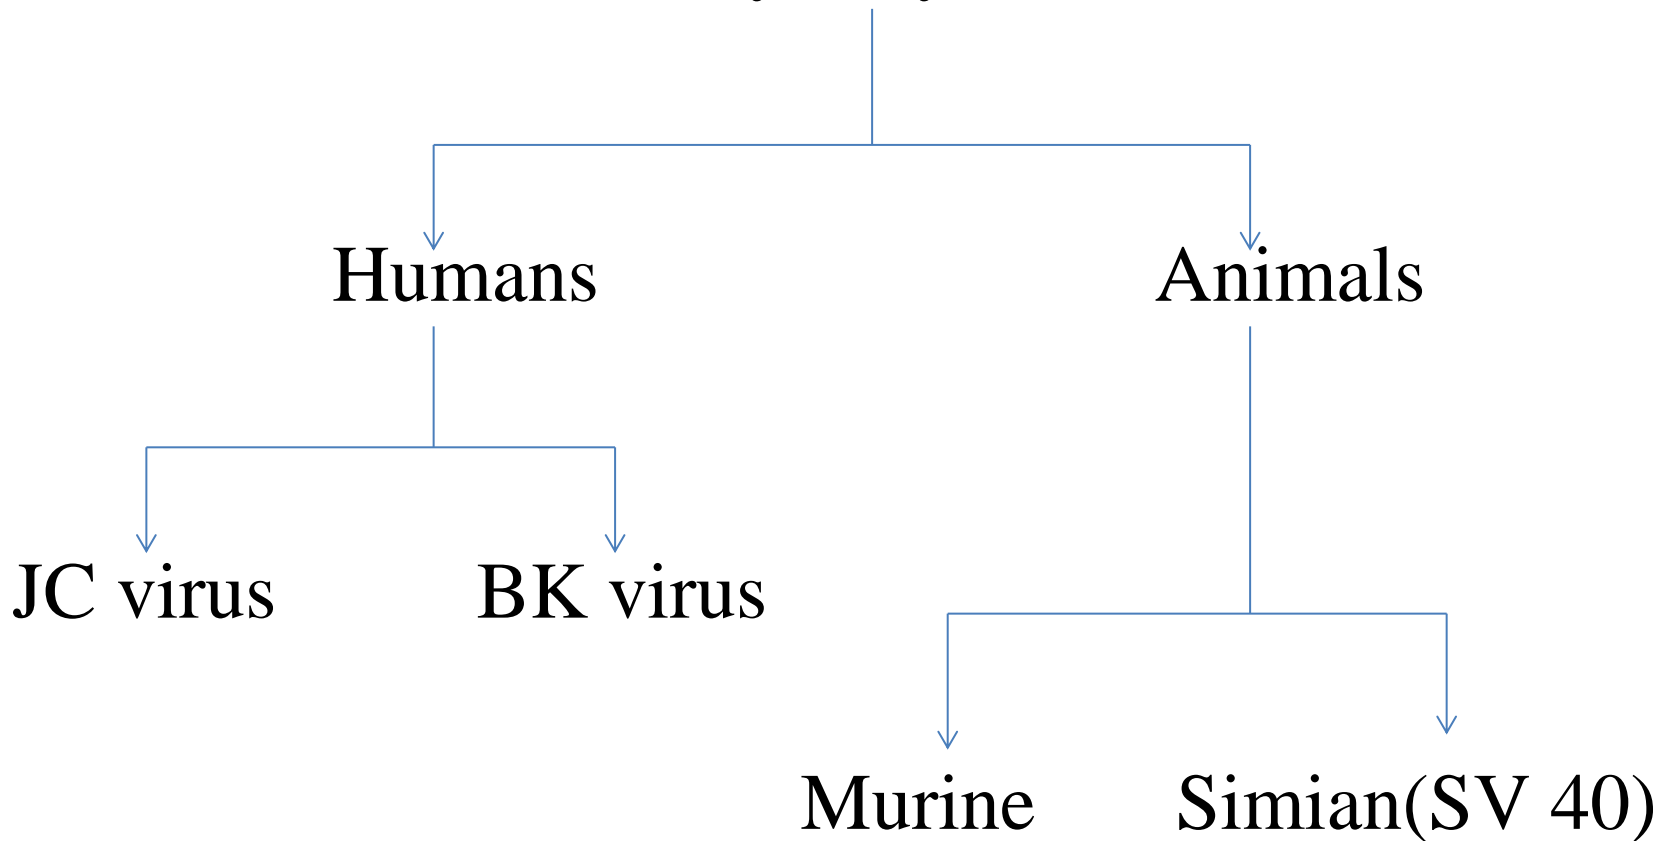 Humans
Animals
JC virus
BK virus
Murine
Simian(SV 40)